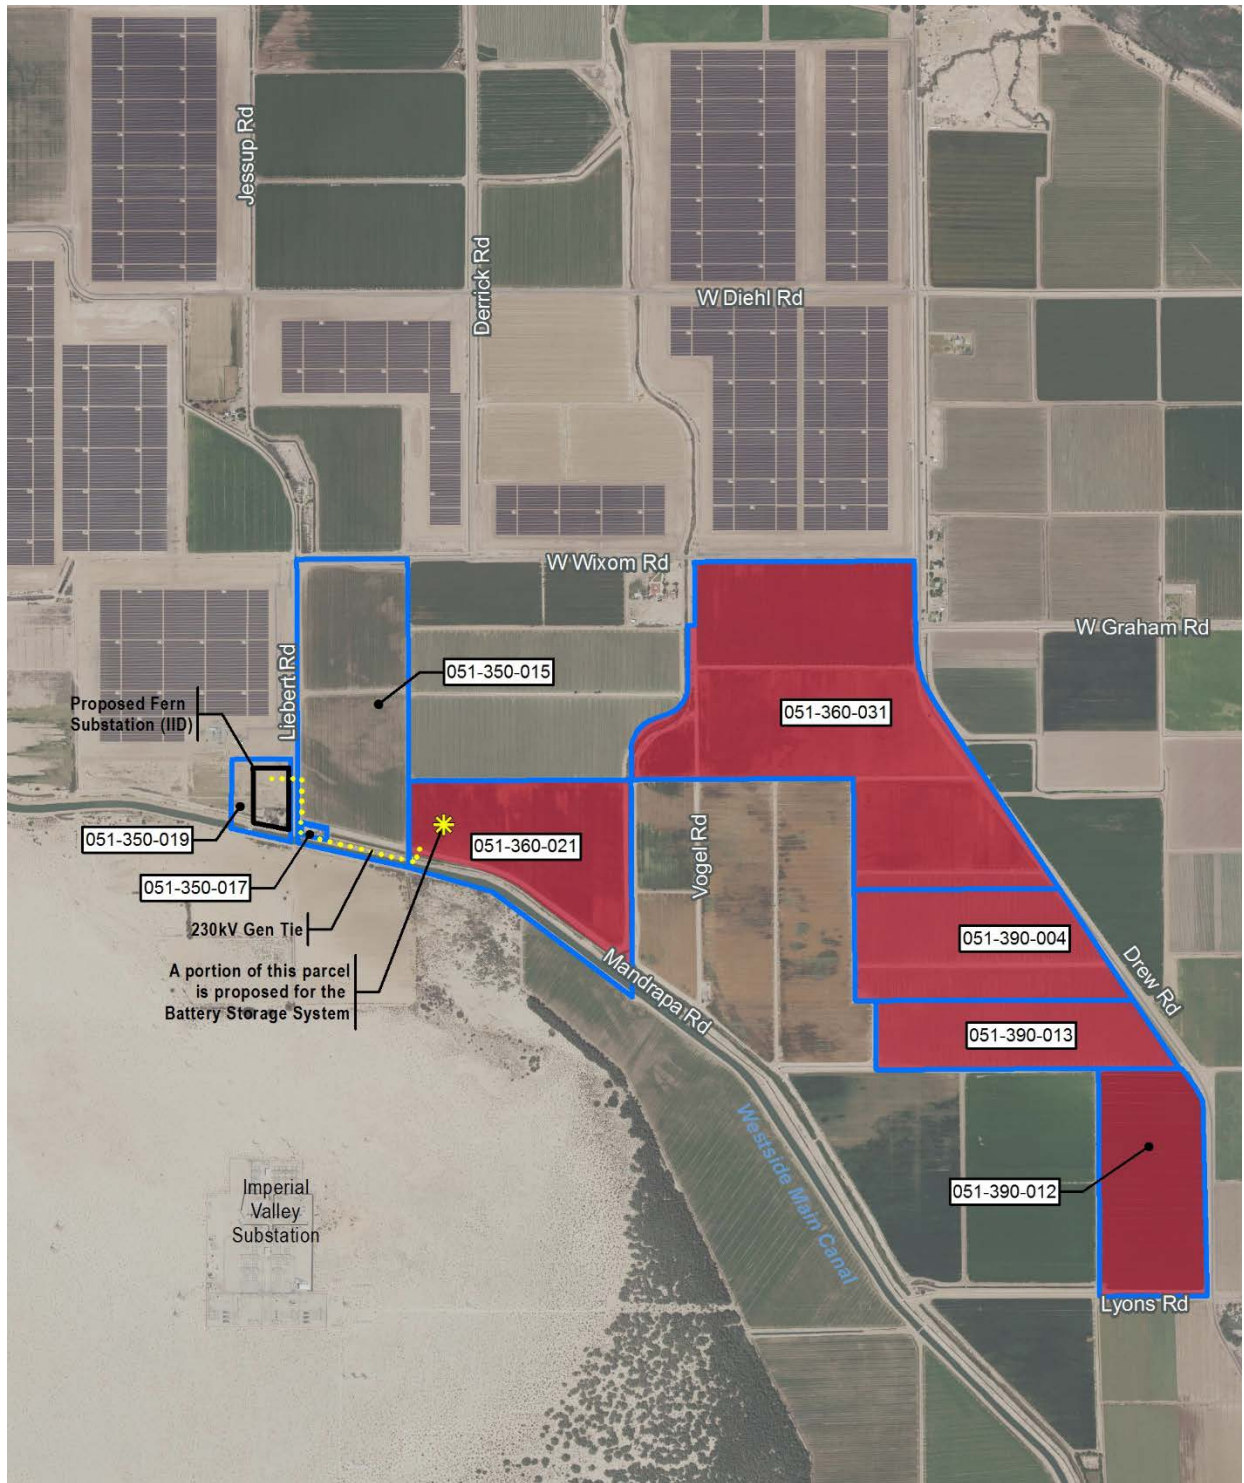 Jessup Rd
Derrick Rd
W Diehl Rd
W Wixom Rd
W Graham Rd
Liebert Rd
051-350-015
Proposed Fern
Substation (IID)
051-360-031
051-350-019
051-360-021
Vogel Rd
051-350-017
230kV Gen Tie
051-390-004
A portion of this parcel
is proposed for the
Battery Storage System
Mandrapa Rd
Drew Rd
051-390-013
Westside Main Canal
051-390-012
Imperial
Valley
Substation
Lyons Rd